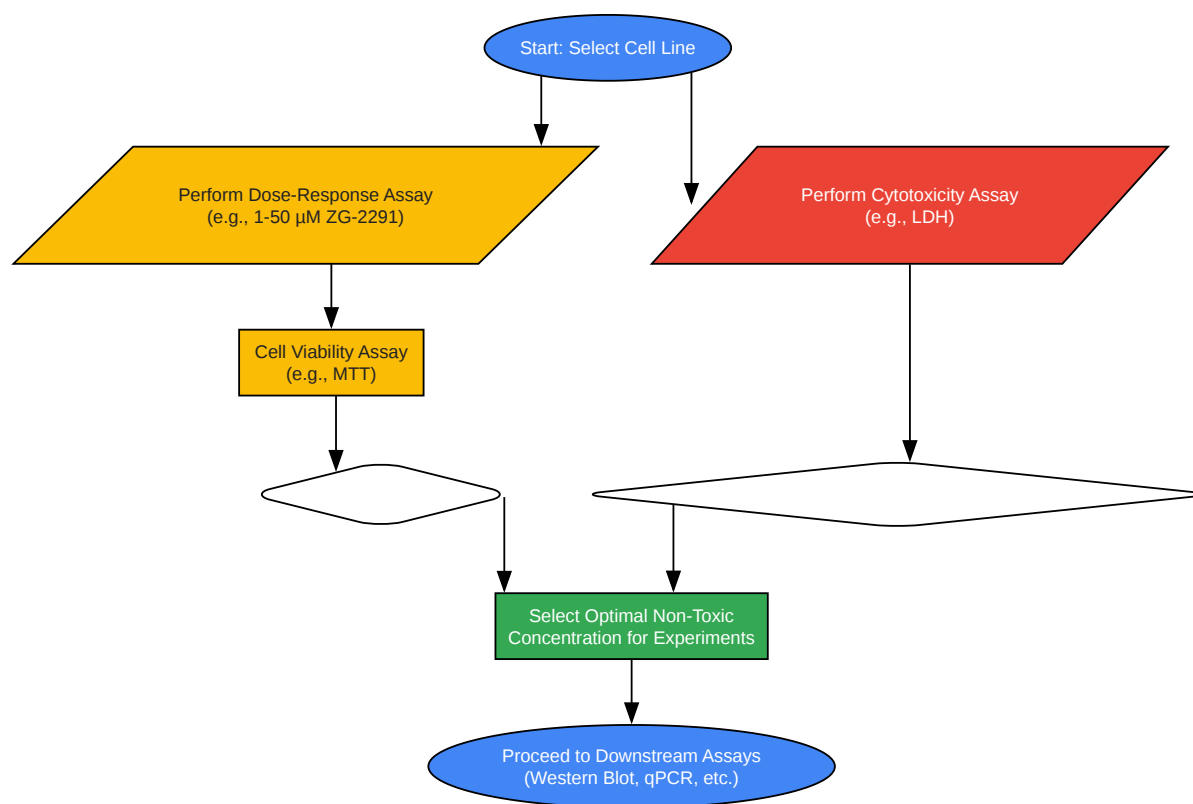 Start: Select Cell Line
Perform Dose-Response Assay
(e.g., 1-50 µM ZG-2291)
Perform Cytotoxicity Assay
(e.g., LDH)
Cell Viability Assay
(e.g., MTT)
Select Optimal Non-Toxic
Concentration for Experiments
Proceed to Downstream Assays
(Western Blot, qPCR, etc.)